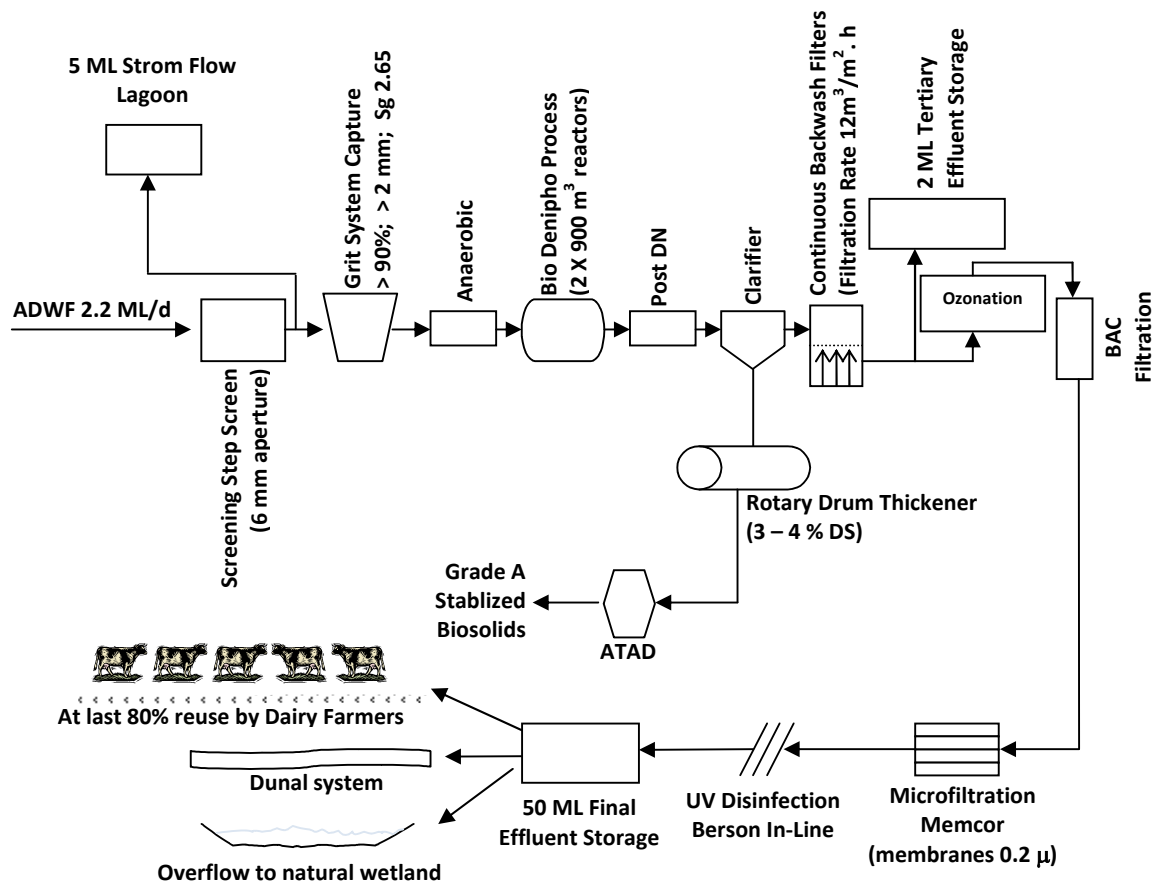 5 ML Strom Flow
Lagoon
ADWF 2.2 ML/d
Screening Step Screen
(6 mm aperture)
Grit System Capture
> 90%; > 2 mm; Sg 2.65
Anaerobic
Bio Denipho Process
(2 X 900 m³ reactors)
Post DN
Clarifier
Continuous Backwash Filters
(Filtration Rate 12m³/m². h
2 ML Tertiary
Effluent Storage
Ozonation
BAC
Filtration
Rotary Drum Thickener
(3 – 4 % DS)
Grade A
Stablized
Biosolids
ATAD
At last 80% reuse by Dairy Farmers
Dunal system
Overflow to natural wetland
50 ML Final
Effluent Storage
UV Disinfection
Berson In-Line
Microfiltration
Memcor
(membranes 0.2 μ)